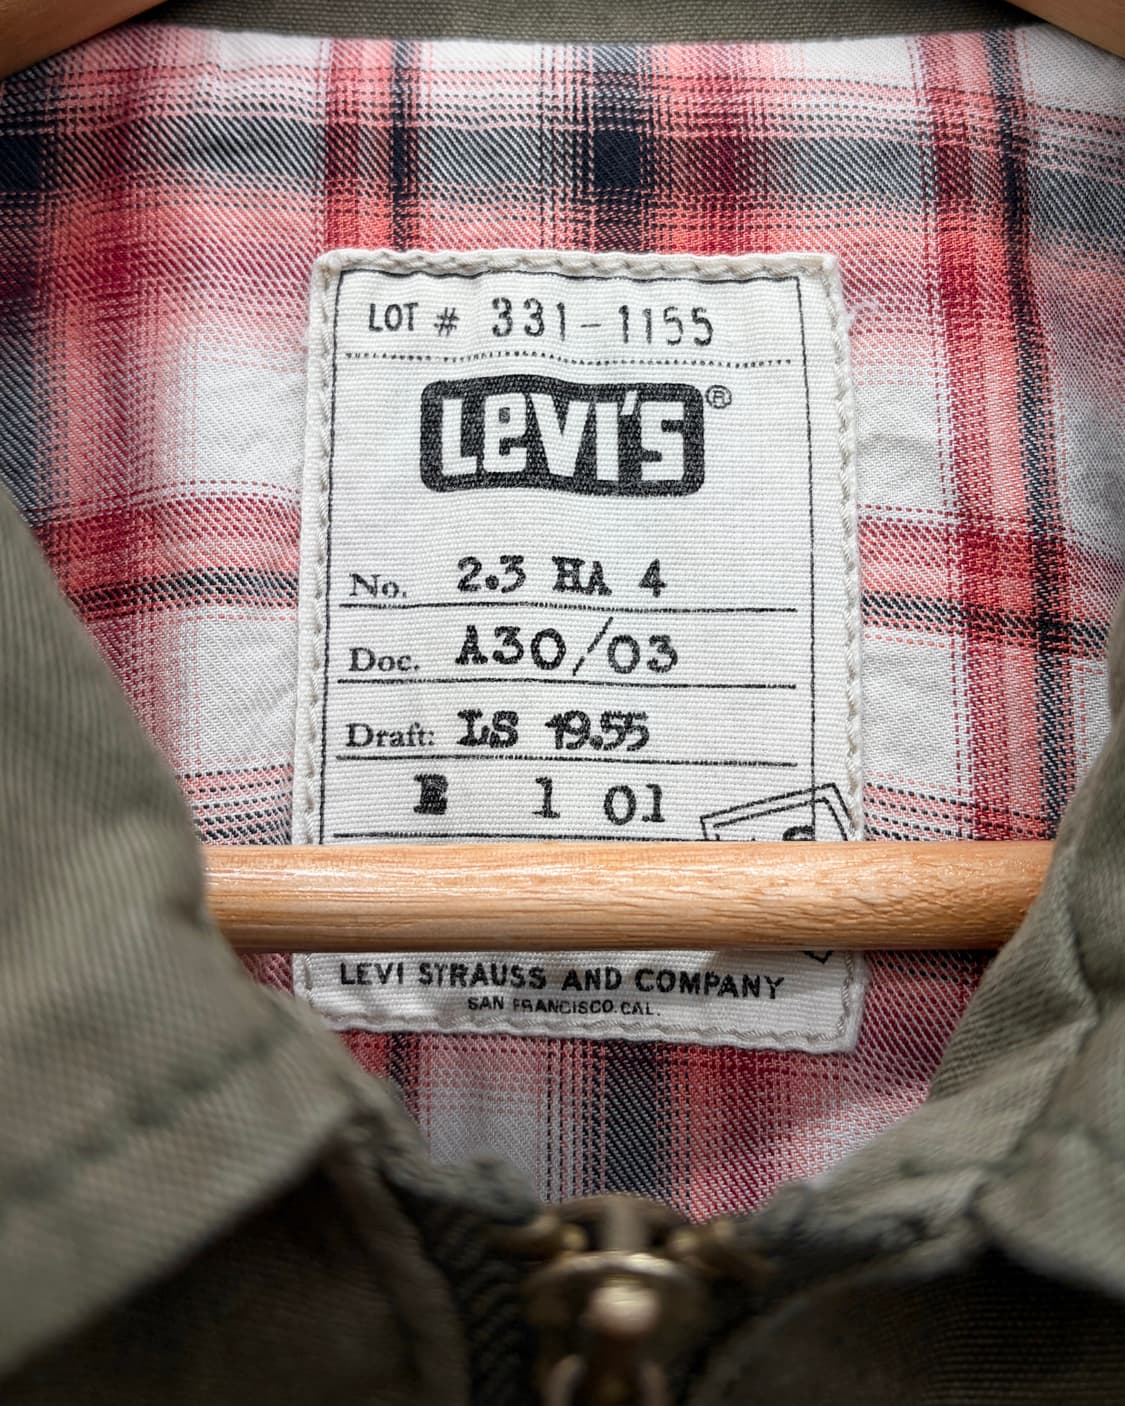 LOT # 331-1155
LEVI'S®
No. 2.3 HA 4
Doc. A30/03
Draft: LS 19.55
E 1 01
LEVI STRAUSS AND COMPANY
SAN FRANCISCO.CAL.